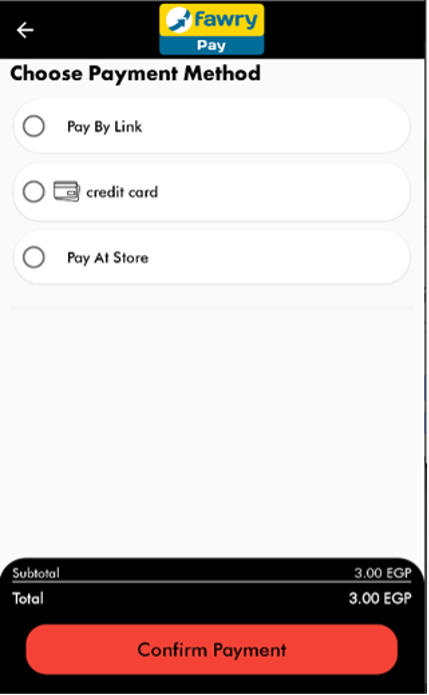 fawry
Pay
Choose Payment Method
Pay By Link
credit card
Pay At Store
Subtotal 3.00 EGP
Total 3.00 EGP
Confirm Payment